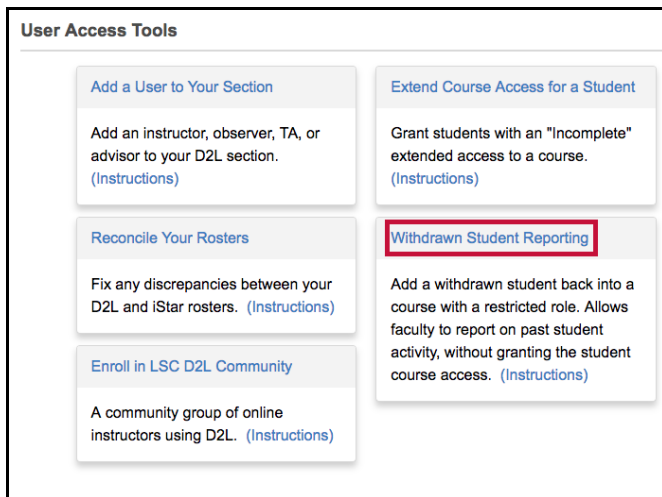 User Access Tools
Add a User to Your Section
Add an instructor, observer, TA, or
advisor to your D2L section.
(Instructions)
Reconcile Your Rosters
Fix any discrepancies between your
D2L and iStar rosters. (Instructions)
Enroll in LSC D2L Community
A community group of online
instructors using D2L. (Instructions)
Extend Course Access for a Student
Grant students with an "Incomplete"
extended access to a course.
(Instructions)
Withdrawn Student Reporting
Add a withdrawn student back into a
course with a restricted role. Allows
faculty to report on past student
activity, without granting the student
course access. (Instructions)